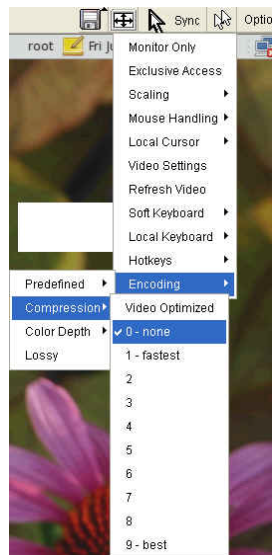 Sync
Optio
root
Fri Ju
Monitor Only
Exclusive Access
Scaling
Mouse Handling
Local Cursor
Video Settings
Refresh Video
Soft Keyboard
Local Keyboard
Hotkeys
Encoding
Predefined
Compression
Color Depth
Lossy
Video Optimized
0 - none
1 - fastest
2
3
4
5
6
7
8
9 - best